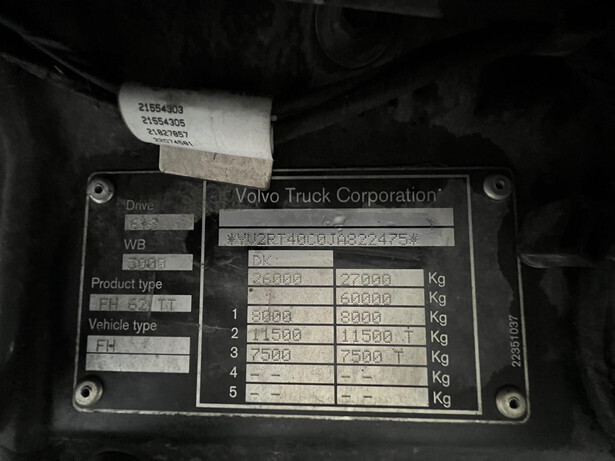 21554303
21554305
21827857
22074581
Volvo Truck Corporation
Drive
WB
Product type
FH 62 TT
Vehicle type
FH
*YV2RT40C0JA822475*
DK
26000 27000 Kg
60000 Kg
1 8000 8000 Kg
2 11500 11500 T Kg
3 7500 7500 T Kg
4 - - - - Kg
5 - - - - Kg
22351037